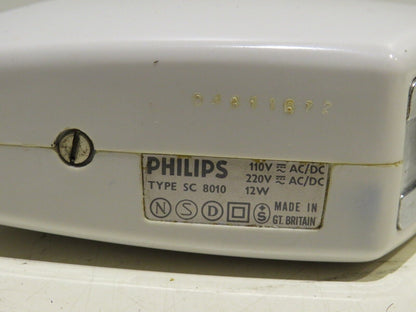 PHILIPS 110V AC/DC
220V AC/DC
TYPE SC 8010 12W
N S D S MADE IN
GT. BRITAIN